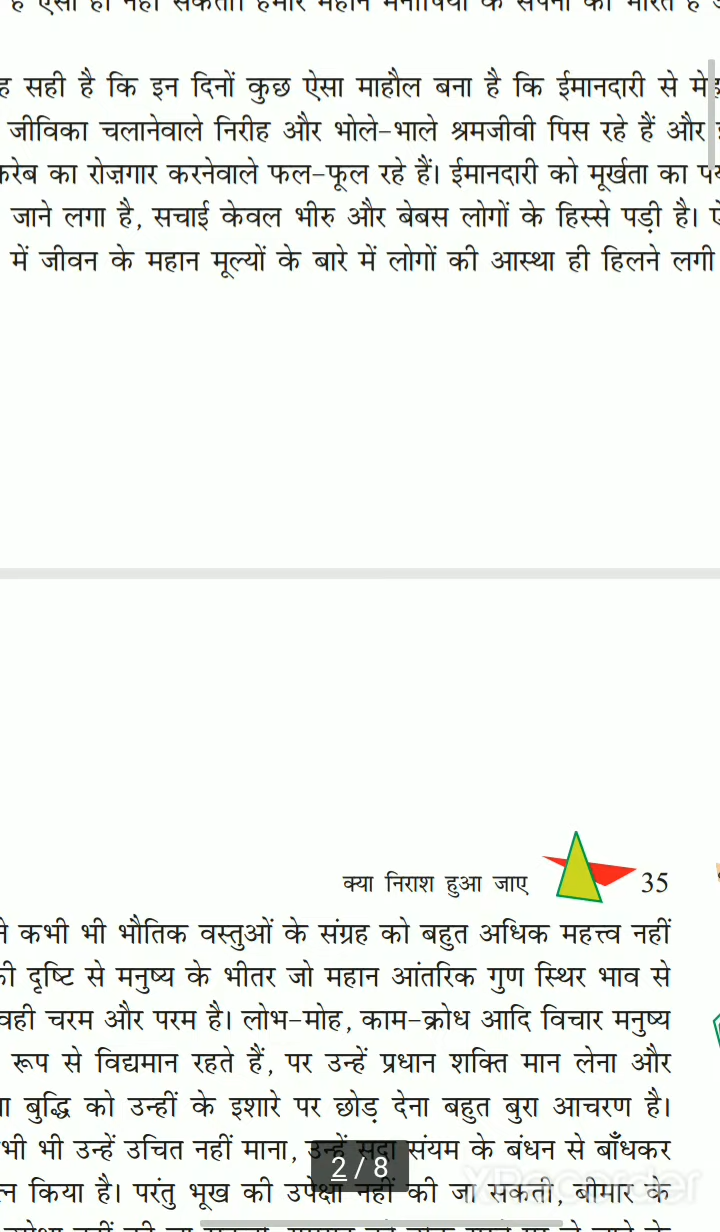 सही है कि इन दिनों कुछ ऐसा माहौल बना है कि ईमानदारी से
जीविका चलानेवाले निरीह और भोले-भाले श्रमजीवी पिस रहे हैं और
का रोज़गार करनेवाले फल-फूल रहे हैं। ईमानदारी को मूर्खता का
जाने लगा है, सचाई केवल भीरु और बेबस लोगों के हिस्से पड़ी है।
में जीवन के महान मूल्यों के बारे में लोगों की आस्था ही हिलने लगी
क्या निराश हुआ जाए 35
कभी भी भौतिक वस्तुओं के संग्रह को बहुत अधिक महत्त्व नहीं
दृष्टि से मनुष्य के भीतर जो महान आंतरिक गुण स्थिर भाव से
वही चरम और परम है। लोभ-मोह, काम-क्रोध आदि विचार मनुष्य
रूप से विद्यमान रहते हैं, पर उन्हें प्रधान शक्ति मान लेना और
बुद्धि को उन्हीं के इशारे पर छोड़ देना बहुत बुरा आचरण है।
भी उन्हें उचित नहीं माना, उन्हें सदा संयम के बंधन से बाँधकर
2 / 8
किया है। परंतु भूख की उपेक्षा नहीं की जा सकती, बीमार के
XRecorder